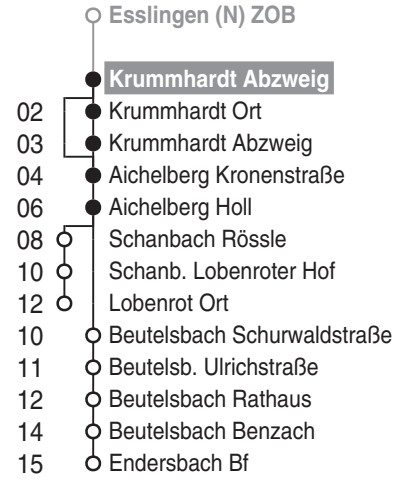 Esslingen (N) ZOB
Krummhardt Abzweig
02 Krummhardt Ort
03 Krummhardt Abzweig
04 Aichelberg Kronenstraße
06 Aichelberg Holl
08 Schanbach Rössle
10 Schanb. Lobenroter Hof
12 Lobenrot Ort
10 Beutelsbach Schurwaldstraße
11 Beutelsb. Ulrichstraße
12 Beutelsbach Rathaus
14 Beutelsbach Benzach
15 Endersbach Bf